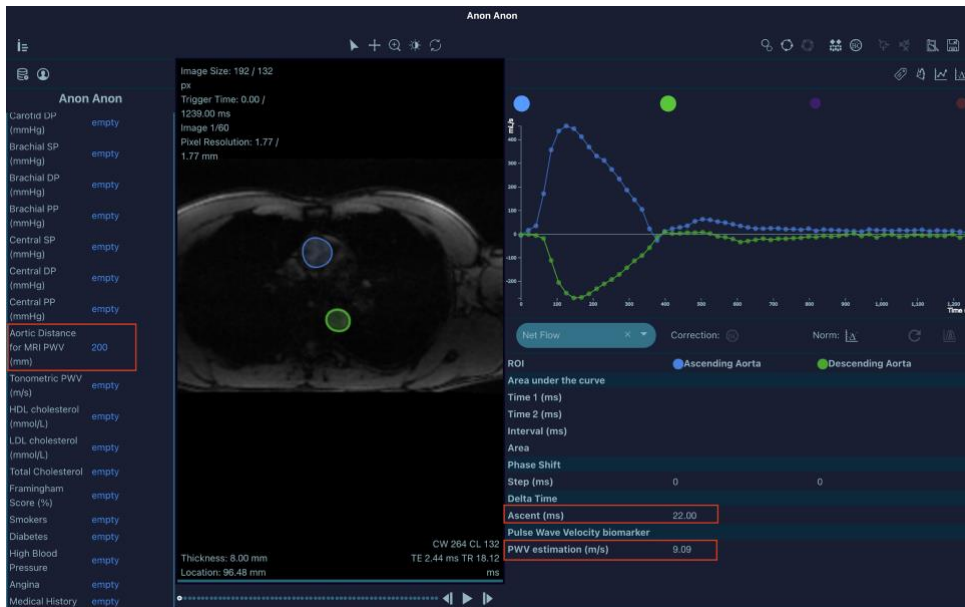 Anon Anon
Anon Anon
Carotid DP
(mmHg)
empty
Brachial SP
(mmHg)
empty
Brachial DP
(mmHg)
empty
Brachial PP
(mmHg)
empty
Central SP
(mmHg)
empty
Central DP
(mmHg)
empty
Central PP
(mmHg)
empty
Aortic Distance
for MRI PWV
(mm)
200
Tonometric PWV
(m/s)
empty
HDL cholesterol
(mmol/L)
empty
LDL cholesterol
(mmol/L)
empty
Total Cholesterol empty
Framingham
Score (%)
empty
Smokers empty
Diabetes empty
High Blood
Pressure
empty
Angina empty
Medical History empty
Image Size: 192 / 132
px
Trigger Time: 0.00 /
1239.00 ms
Image 1/60
Pixel Resolution: 1.77 /
1.77 mm
CW 264 CL 132
Thickness: 8.00 mm TE 2.44 ms TR 18.12
Location: 96.48 mm ms
mL/s
400
300
200
100
0
-100
-200
0 100 200 300 400 500 600 700 800 900 1,000 1,100 1,200
Time
Net Flow × Correction: Norm:
ROI Ascending Aorta Descending Aorta
Area under the curve
Time 1 (ms)
Time 2 (ms)
Interval (ms)
Area
Phase Shift
Step (ms) 0 0
Delta Time
Ascent (ms) 22.00
Pulse Wave Velocity biomarker
PWV estimation (m/s) 9.09